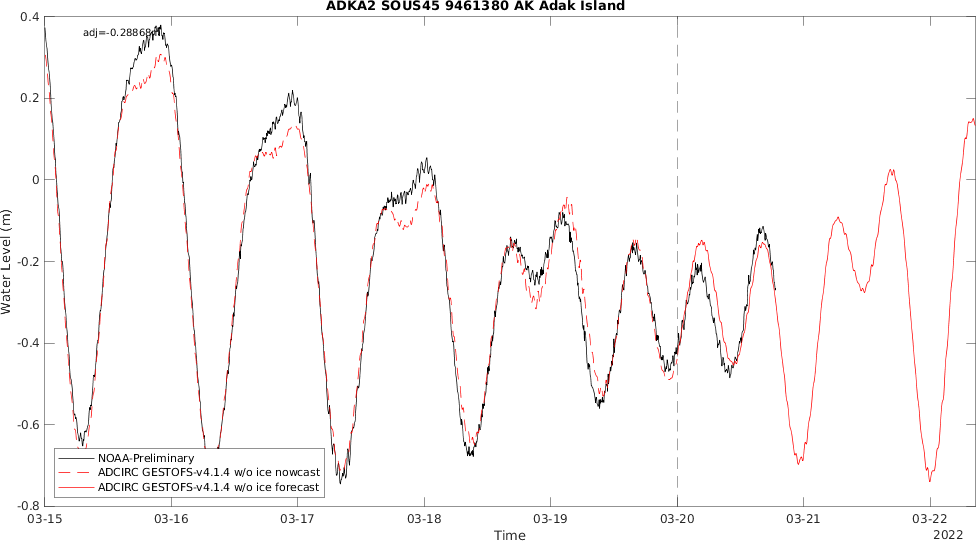 ADKA2 SOUS45 9461380 AK Adak Island
adj=-0.28868
0.4
0.2
0
-0.2
-0.4
-0.6
-0.8
Water Level (m)
NOAA-Preliminary
ADCIRC GESTOFS-v4.1.4 w/o ice nowcast
ADCIRC GESTOFS-v4.1.4 w/o ice forecast
03-15 03-16 03-17 03-18 03-19 03-20 03-21 03-22
Time
2022